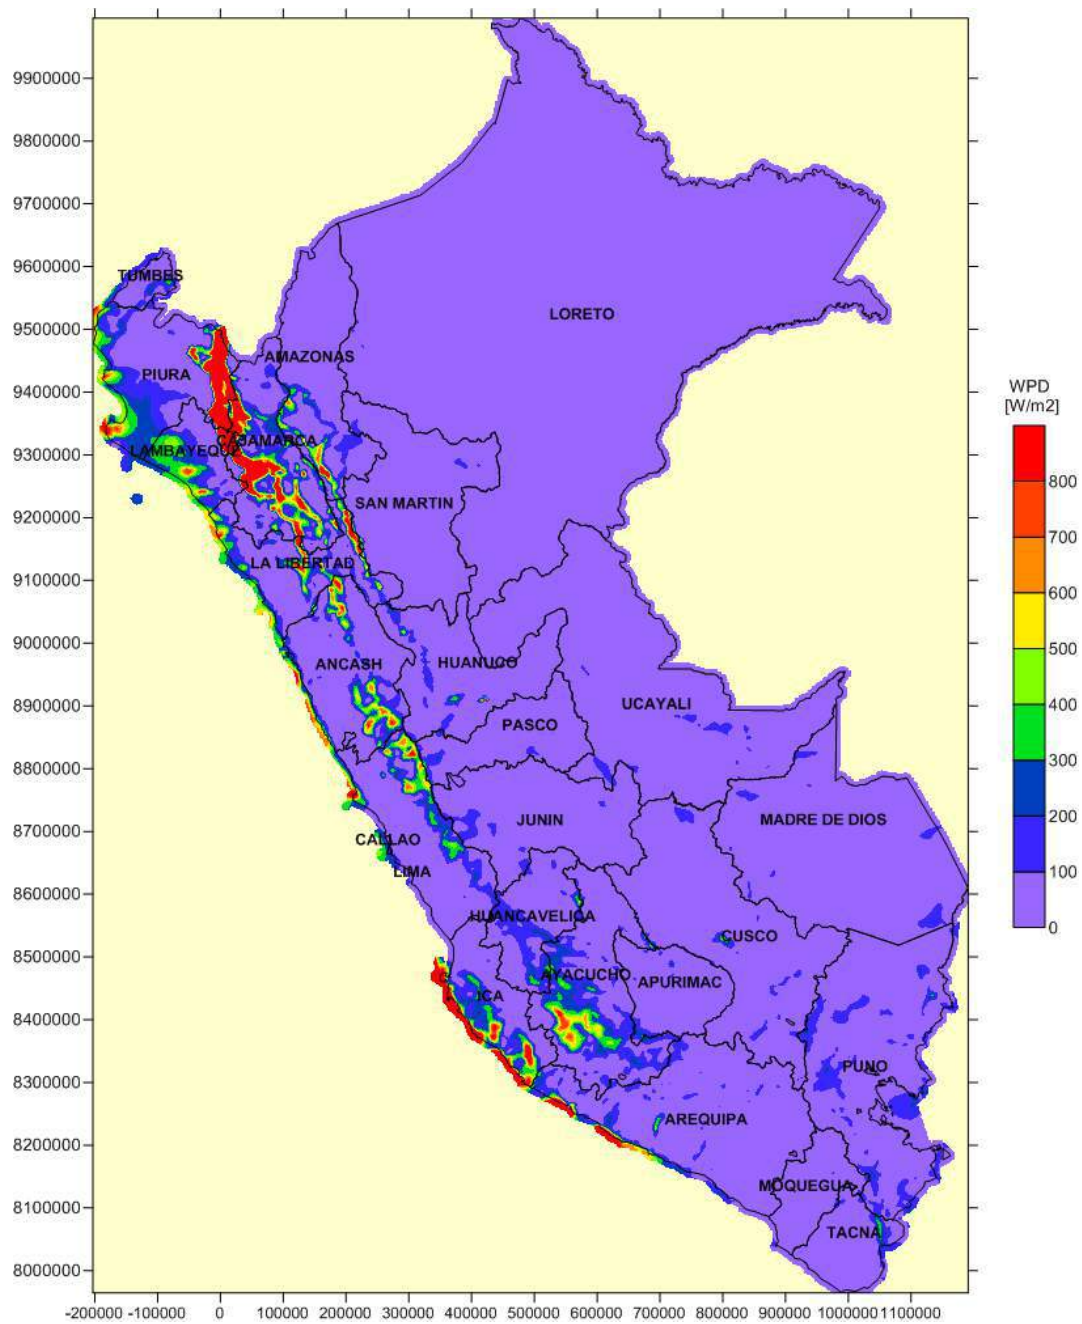 9900000
9800000
9700000
9600000
9500000
9400000
9300000
9200000
9100000
9000000
8900000
8800000
8700000
8600000
8500000
8400000
8300000
8200000
8100000
8000000
TUMBES
LORETO
AMAZONAS
PIURA
CAJAMARCA
LAMBAYEQUE
SAN MARTIN
LA LIBERTAD
ANCASH
HUANUCO
UCAYALI
PASCO
JUNIN
MADRE DE DIOS
CALLAO
LIMA
HUANCAVELICA
CUSCO
AYACUCHO
APURIMAC
ICA
PUNO
AREQUIPA
MOQUEGUA
TACNA
-200000 -100000 0 100000 200000 300000 400000 500000 600000 700000 800000 900000 1000000 1100000
WPD
[W/m2]
800
700
600
500
400
300
200
100
0